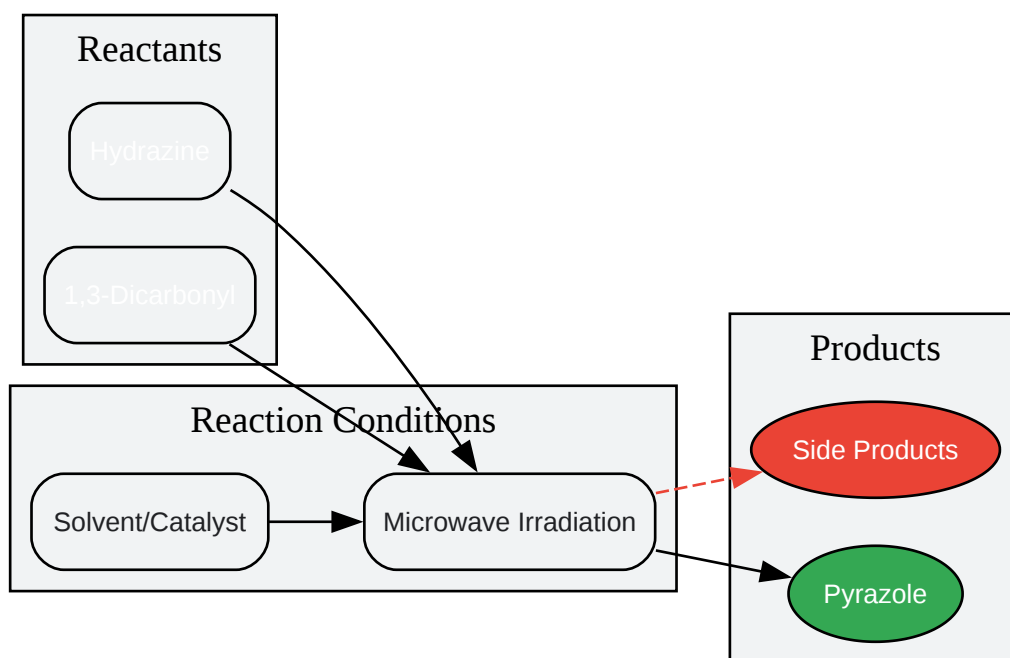 Reactants
Hydrazine
1,3-Dicarbonyl
Reaction Conditions
Solvent/Catalyst
Microwave Irradiation
Products
Side Products
Pyrazole